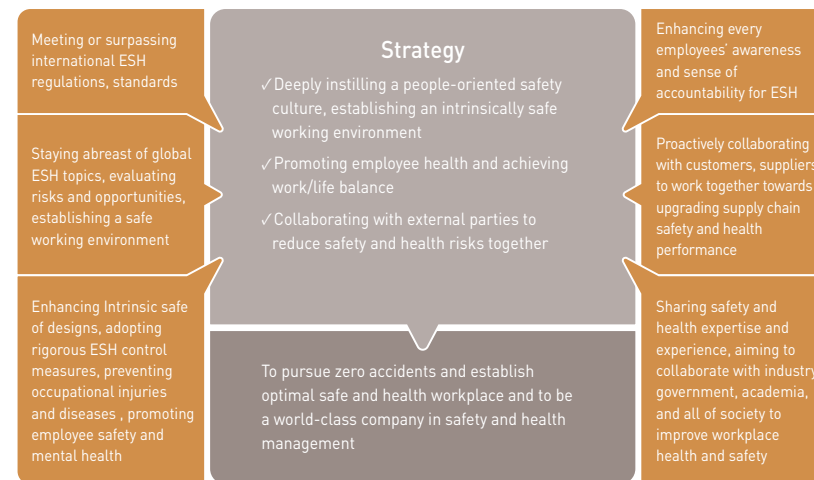 Meeting or surpassing
international ESH
regulations, standards
Staying abreast of global
ESH topics, evaluating
risks and opportunities,
establishing a safe
working environment
Enhancing Intrinsic safe
of designs, adopting
rigorous ESH control
measures, preventing
occupational injuries
and diseases , promoting
employee safety and
mental health
Strategy
✓Deeply instilling a people-oriented safety
culture, establishing an intrinsically safe
working environment
✓Promoting employee health and achieving
work/life balance
✓Collaborating with external parties to
reduce safety and health risks together
To pursue zero accidents and establish
optimal safe and health workplace and to be
a world-class company in safety and health
management
Enhancing every
employees’ awareness
and sense of
accountability for ESH
Proactively collaborating
with customers, suppliers
to work together towards
upgrading supply chain
safety and health
performance
Sharing safety and
health expertise and
experience, aiming to
collaborate with industry
government, academia,
and all of society to
improve workplace
health and safety